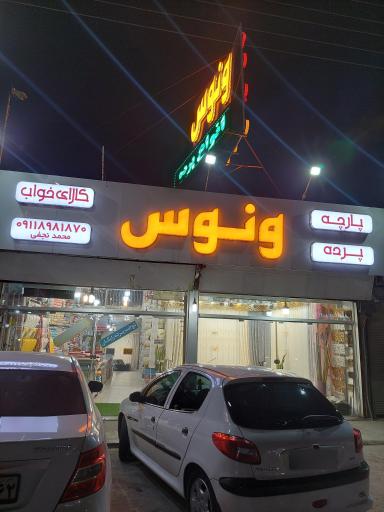 ونوس
کالای خواب
۰۹۱۱۸۹۸۱۸۷۰
محمد نجفی
ونوس
پارچه
پرده